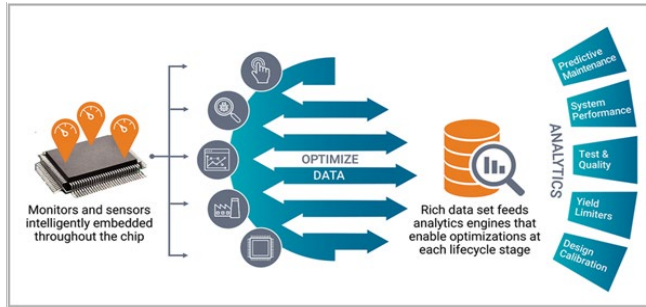 Monitors and sensors
intelligently embedded
throughout the chip
OPTIMIZE
DATA
Rich data set feeds
analytics engines that
enable optimizations at
each lifecycle stage
ANALYTICS
Predictive
Maintenance
System
Performance
Test &
Quality
Yield
Limiters
Design
Calibration